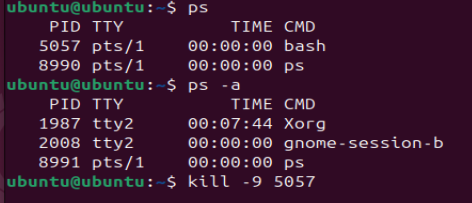 ubuntu@ubuntu:~$ ps
    PID TTY          TIME CMD
   5057 pts/1    00:00:00 bash
   8990 pts/1    00:00:00 ps
ubuntu@ubuntu:~$ ps -a
    PID TTY          TIME CMD
   1987 tty2     00:07:44 Xorg
   2008 tty2     00:00:00 gnome-session-b
   8991 pts/1    00:00:00 ps
ubuntu@ubuntu:~$ kill -9 5057